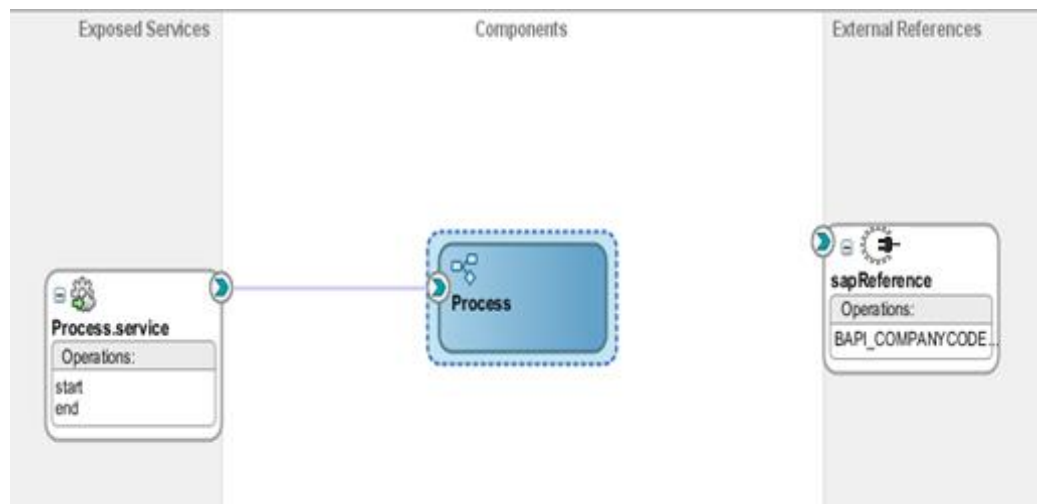 Exposed Services
Components
External References
Process.service
Operations:
start
end
Process
sapReference
Operations:
BAPI_COMPANYCODE...